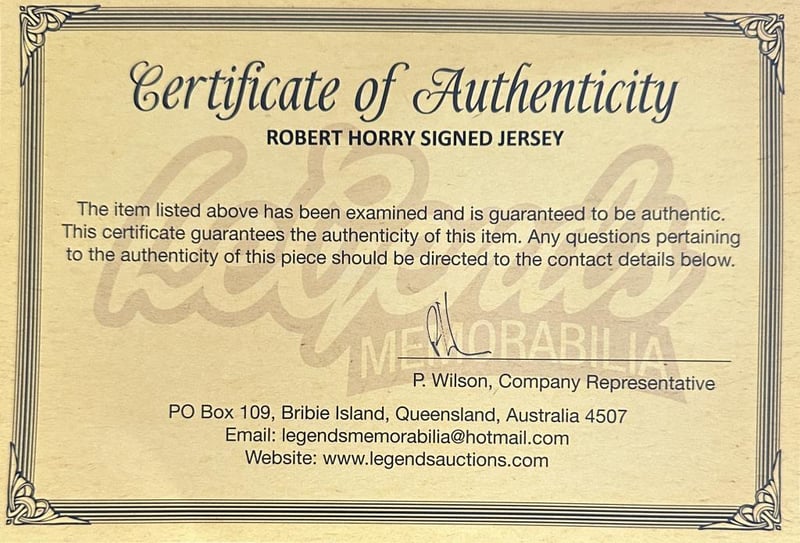 Certificate of Authenticity
ROBERT HORRY SIGNED JERSEY
The item listed above has been examined and is guaranteed to be authentic.
This certificate guarantees the authenticity of this item. Any questions pertaining
to the authenticity of this piece should be directed to the contact details below.
Legends
MEMORABILIA
P. Wilson, Company Representative
PO Box 109, Bribie Island, Queensland, Australia 4507
Email: legendsmemorabilia@hotmail.com
Website: www.legendsauctions.com